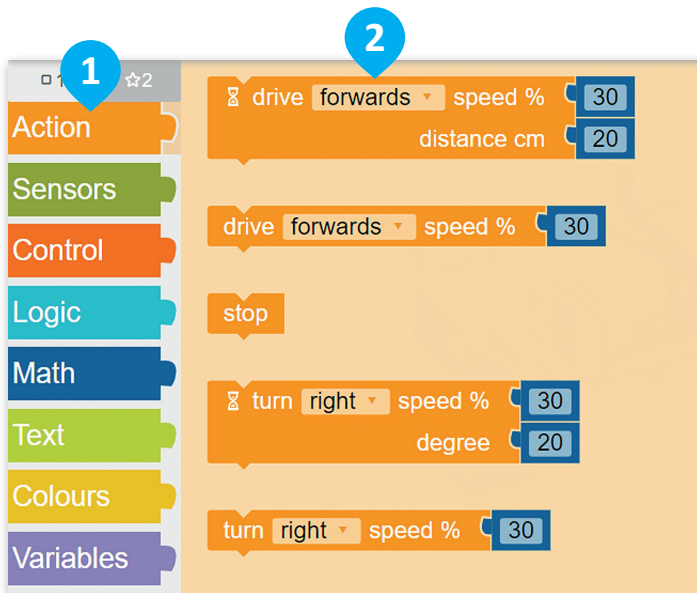 2
1
☆2
Action
Sensors
Control
Logic
Math
Text
Colours
Variables
drive forwards speed % 30
distance cm 20
drive forwards speed % 30
stop
turn right speed % 30
degree 20
turn right speed % 30